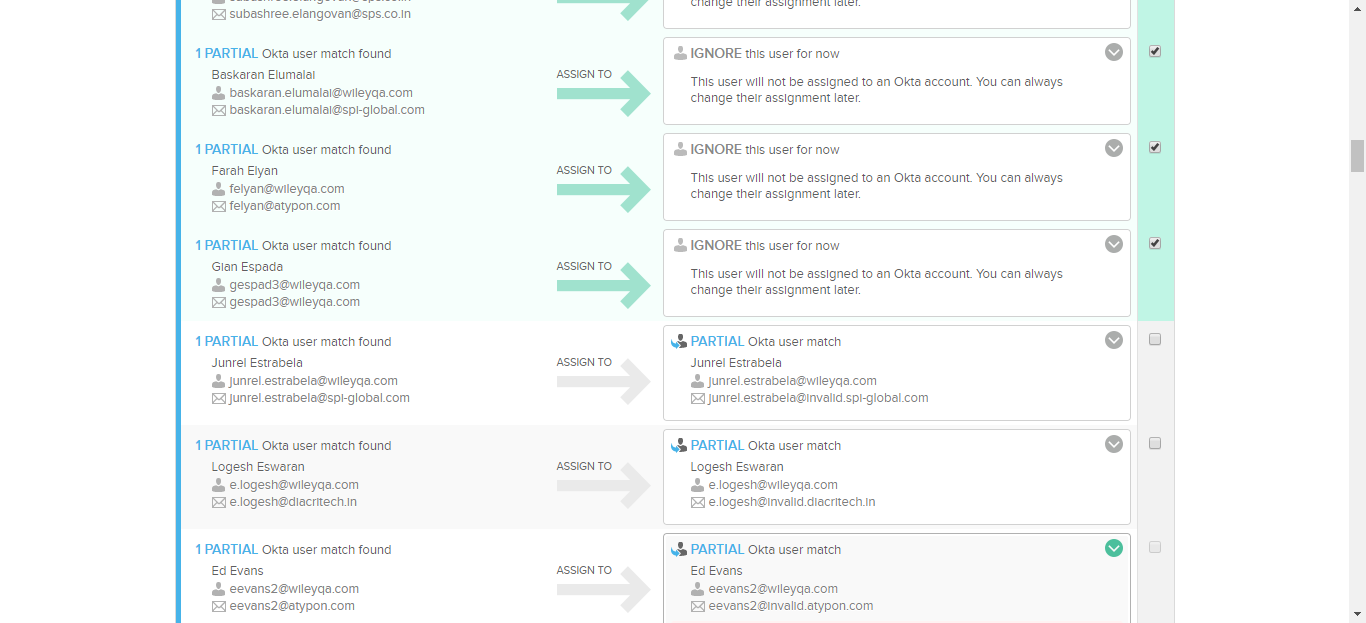 subashree.elangovan@sps.co.in
change their assignment later.
1 PARTIAL Okta user match found
Baskaran Elumalai
baskaran.elumalai@wileyqa.com
baskaran.elumalai@spi-global.com
ASSIGN TO
IGNORE this user for now
This user will not be assigned to an Okta account. You can always
change their assignment later.
1 PARTIAL Okta user match found
Farah Elyan
felyan@wileyqa.com
felyan@atypon.com
ASSIGN TO
IGNORE this user for now
This user will not be assigned to an Okta account. You can always
change their assignment later.
1 PARTIAL Okta user match found
Gian Espada
gespad3@wileyqa.com
gespad3@wileyqa.com
ASSIGN TO
IGNORE this user for now
This user will not be assigned to an Okta account. You can always
change their assignment later.
1 PARTIAL Okta user match found
Junrel Estrabela
junrel.estrabela@wileyqa.com
junrel.estrabela@spi-global.com
ASSIGN TO
PARTIAL Okta user match
Junrel Estrabela
junrel.estrabela@wileyqa.com
junrel.estrabela@invalid.spi-global.com
1 PARTIAL Okta user match found
Logesh Eswaran
e.logesh@wileyqa.com
e.logesh@diacritech.in
ASSIGN TO
PARTIAL Okta user match
Logesh Eswaran
e.logesh@wileyqa.com
e.logesh@invalid.diacritech.in
1 PARTIAL Okta user match found
Ed Evans
eevans2@wileyqa.com
eevans2@atypon.com
ASSIGN TO
PARTIAL Okta user match
Ed Evans
eevans2@wileyqa.com
eevans2@invalid.atypon.com